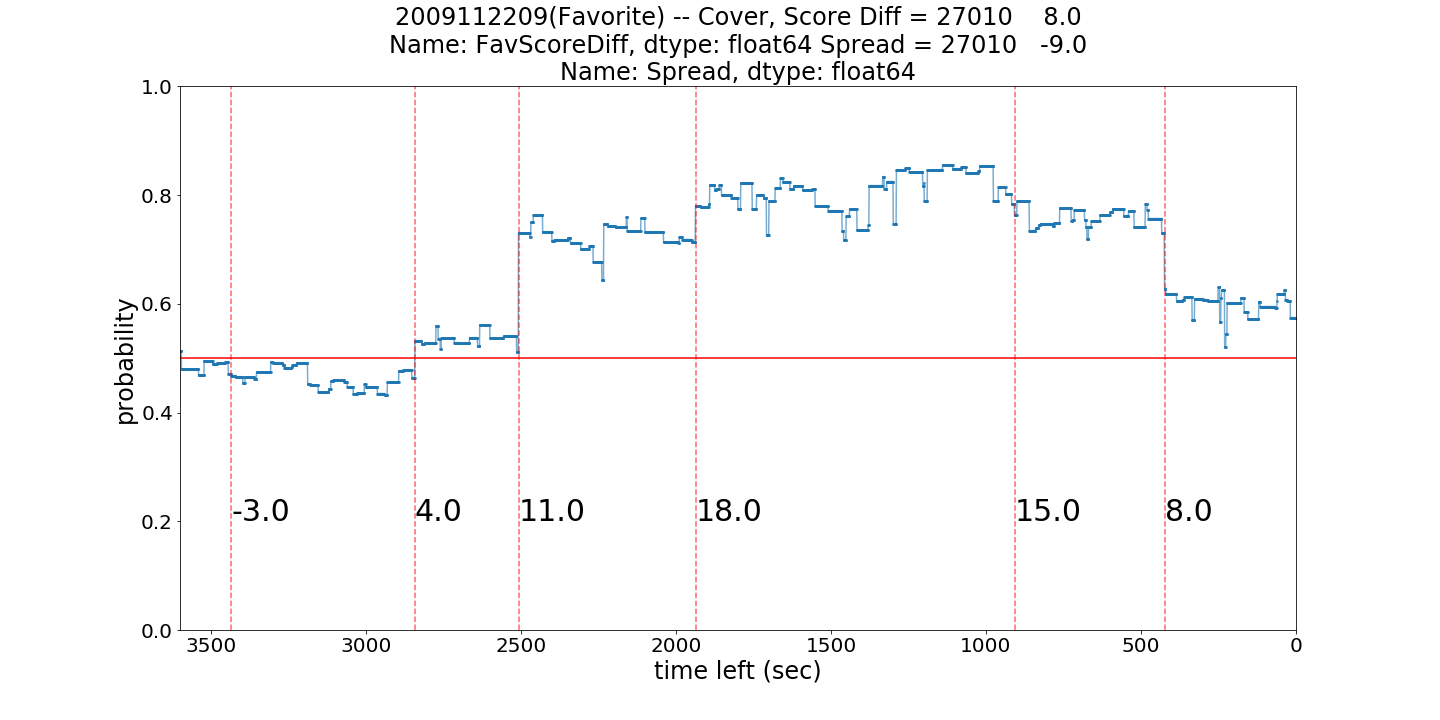 2009112209(Favorite) -- Cover, Score Diff = 27010    8.0
Name: FavScoreDiff, dtype: float64 Spread = 27010   -9.0
Name: Spread, dtype: float64
1.0
0.8
0.6
0.4
0.2
0.0
probability
-3.0 4.0 11.0 18.0 15.0 8.0
3500 3000 2500 2000 1500 1000 500 0
time left (sec)